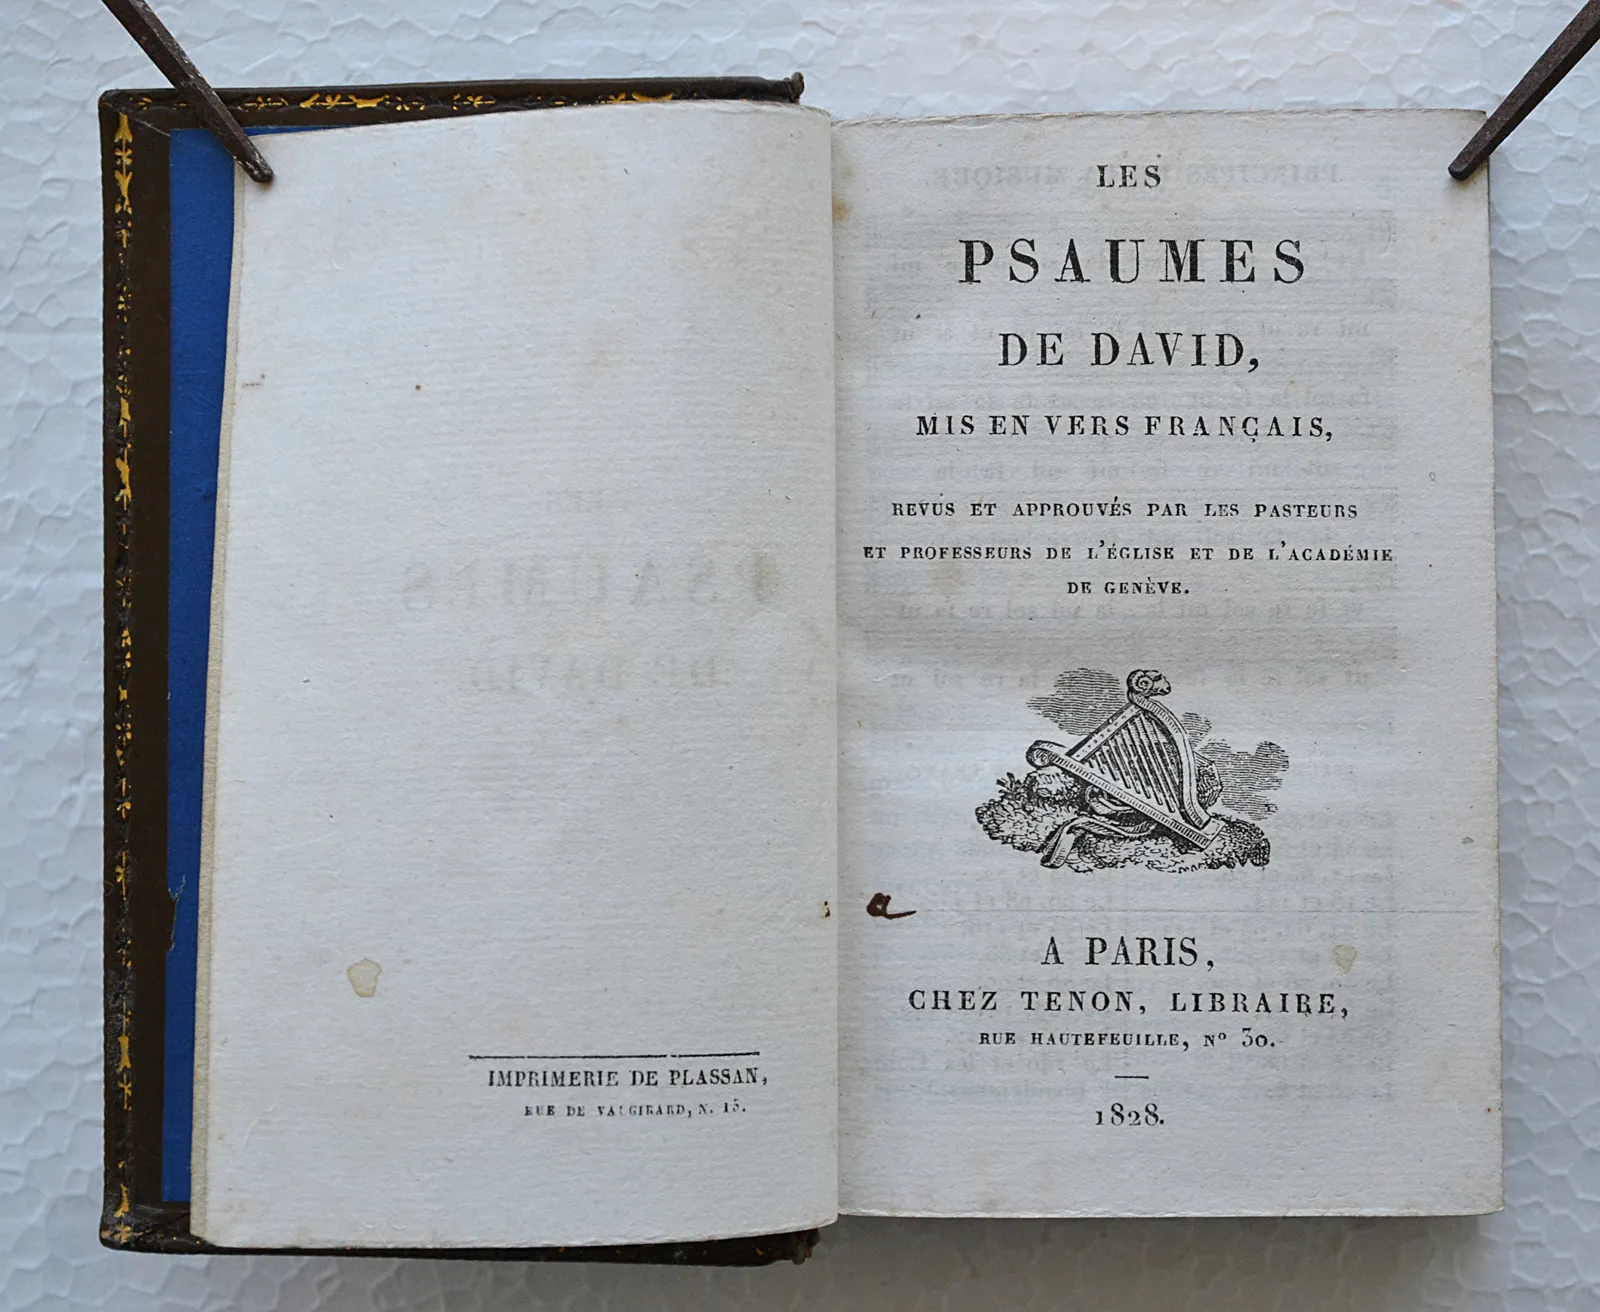 IMPRIMERIE DE PLASSAN,
RUE DE VAUGIRARD, N. 15.
LES
PSAUMES
DE DAVID,
MIS EN VERS FRANÇAIS,
REVUS ET APPROUVÉS PAR LES PASTEURS
ET PROFESSEURS DE L'ÉGLISE ET DE L'ACADÉMIE
DE GENÈVE.
a
A PARIS,
CHEZ TENON, LIBRAIRE,
RUE HAUTEFEUILLE, Nº 30.
1828.